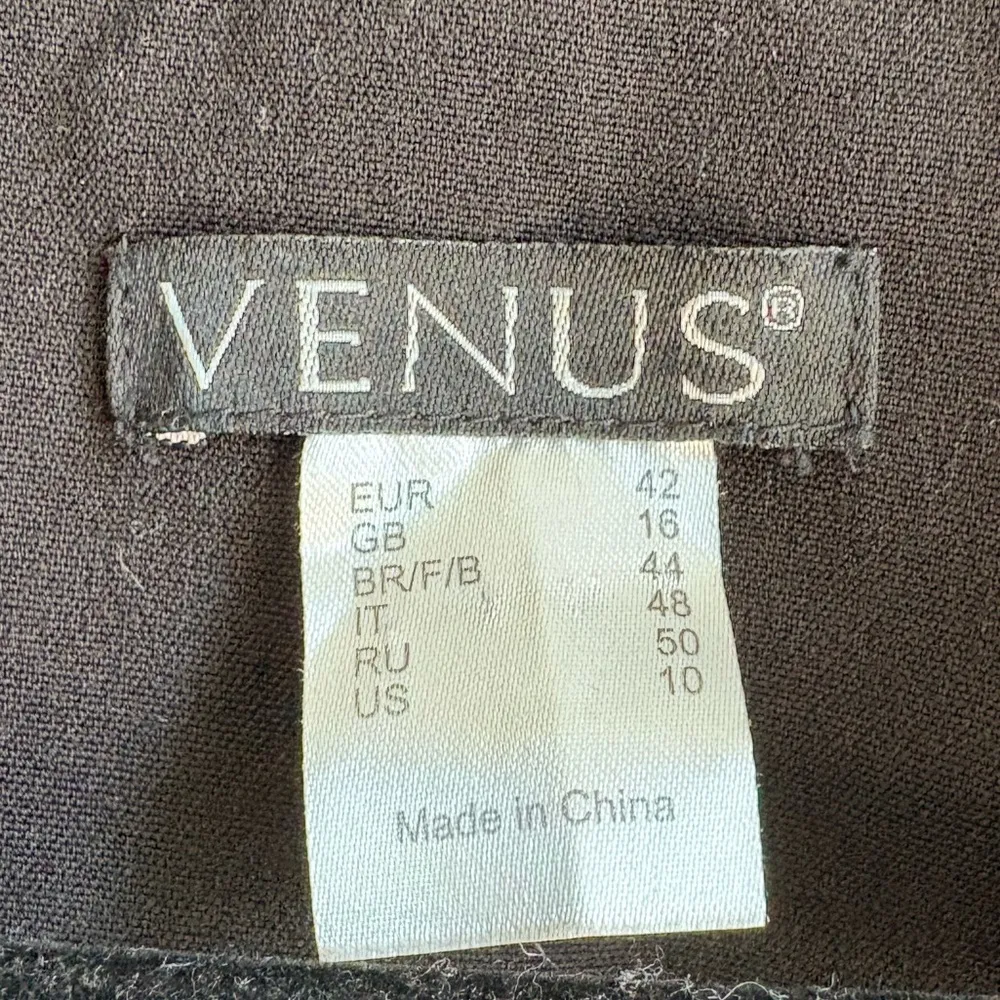 VENUS®
EUR 42
GB 16
BR/F/B 44
IT 48
RU 50
US 10
Made in China